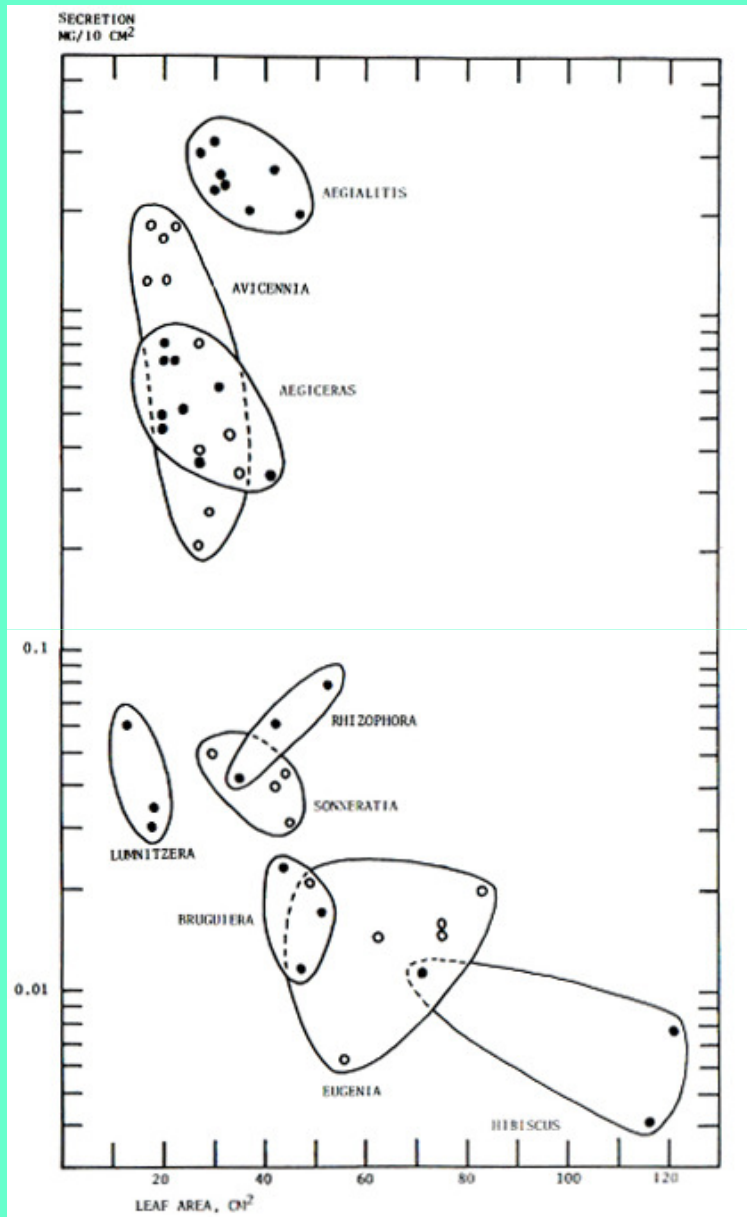 SECRETION
MG/10 CM²
AEGIALITIS
AVICENNIA
AEGICERAS
0.1
RHIZOPHORA
SONNERATIA
LUMNITZERA
BRUGUIERA
0.01
EUGENIA
HIBISCUS
20 40 60 80 100 120
LEAF AREA, CM²